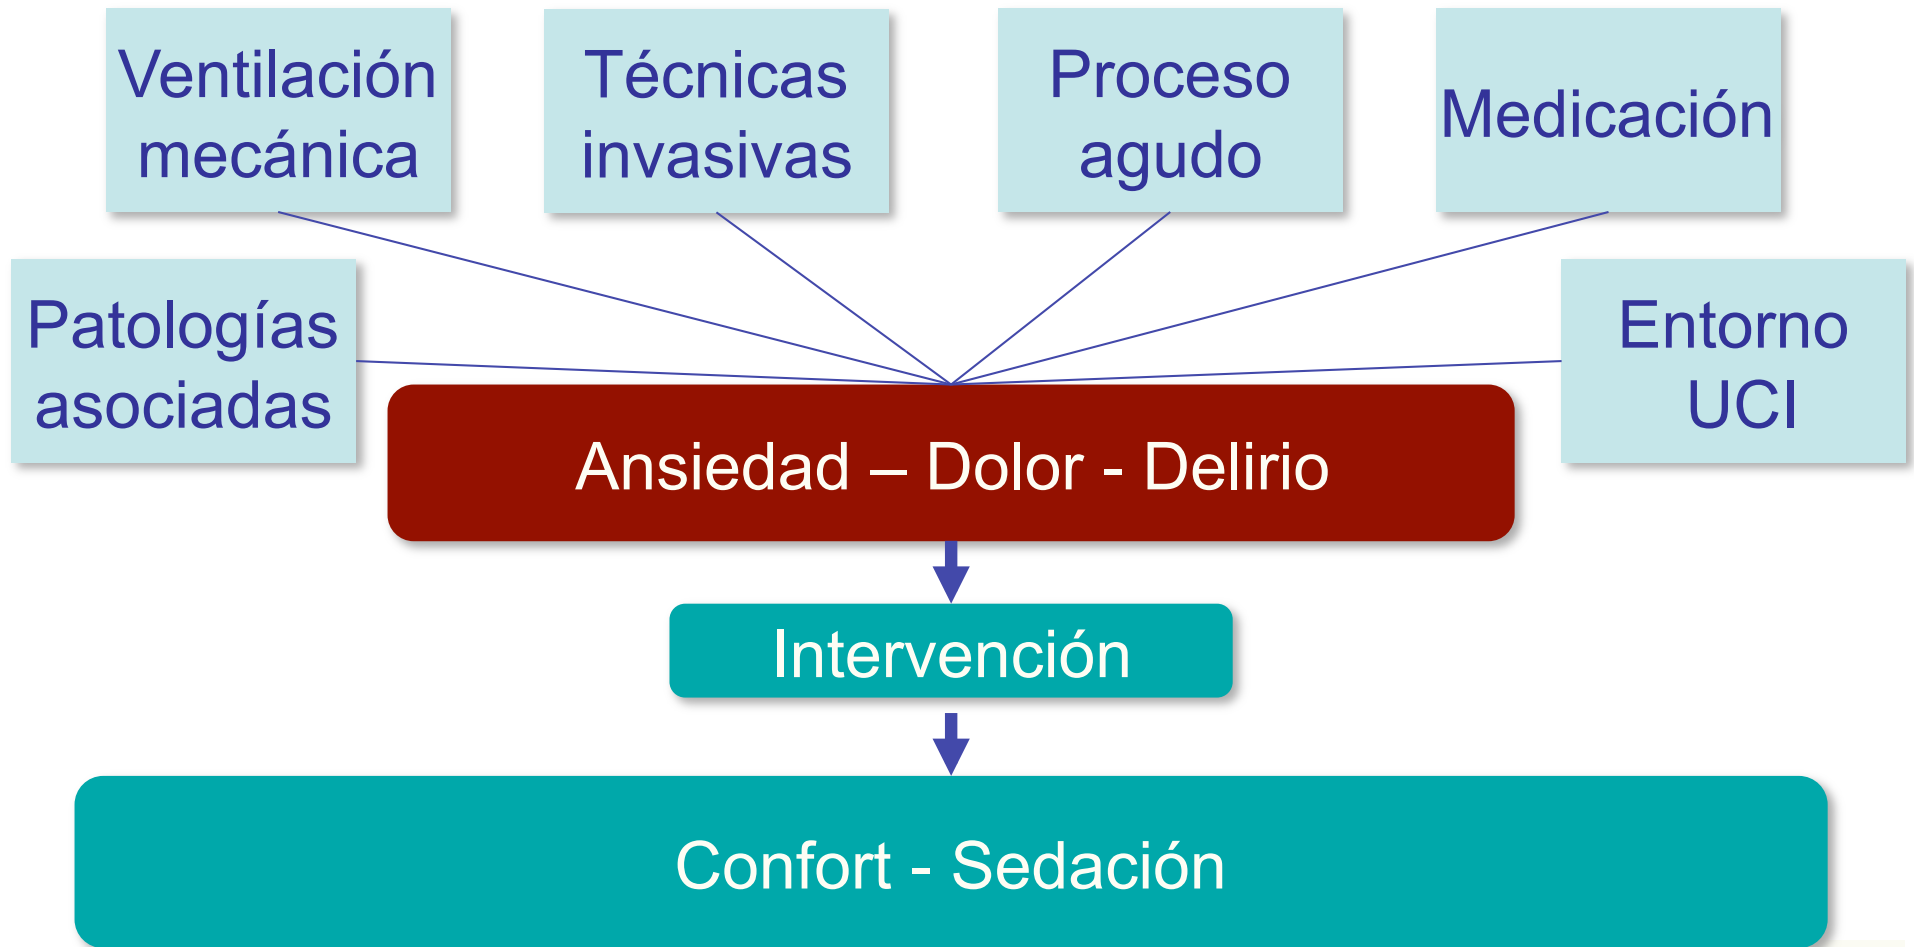 Ventilación
mecánica
Técnicas
invasivas
Proceso
agudo
Medicación
Patologías
asociadas
Entorno
UCI
Ansiedad – Dolor - Delirio
Intervención
Confort - Sedación